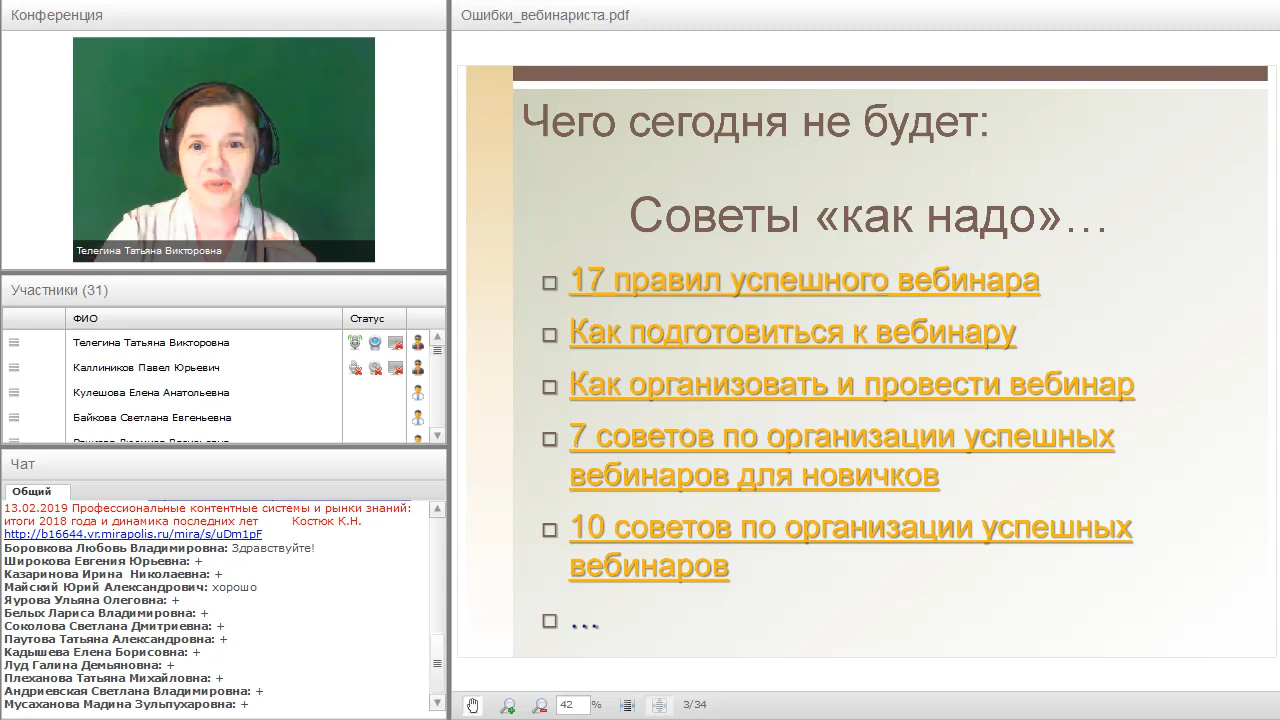 Конференция
Телегина Татьяна Викторовна
Участники (31)
ФИО Статус
Телегина Татьяна Викторовна
Каллиников Павел Юрьевич
Кулешова Елена Анатольевна
Байкова Светлана Евгеньевна
Чат
Общий
13.02.2019 Профессиональные контентные системы и рынки знаний:
итоги 2018 года и динамика последних лет Костюк К.Н.
http://b16644.vr.mirapolis.ru/mira/s/uDm1pF
Боровкова Любовь Владимировна: Здравствуйте!
Широкова Евгения Юрьевна: +
Казаринова Ирина Николаевна: +
Майский Юрий Александрович: хорошо
Яурова Ульяна Олеговна: +
Белых Лариса Владимировна: +
Соколова Светлана Дмитриевна: +
Паутова Татьяна Александровна: +
Кадышева Елена Борисовна: +
Луд Галина Демьяновна: +
Плеханова Татьяна Михайловна: +
Андриевская Светлана Владимировна: +
Мусаханова Мадина Зульпухаровна: +
Ошибки_вебинариста.pdf
Чего сегодня не будет:
Советы «как надо»…
17 правил успешного вебинара
Как подготовиться к вебинару
Как организовать и провести вебинар
7 советов по организации успешных
вебинаров для новичков
10 советов по организации успешных
вебинаров
…
42 % 3/34